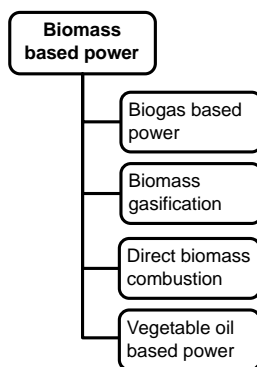 Biomass
based power
Biogas based
power
Biomass
gasification
Direct biomass
combustion
Vegetable oil
based power